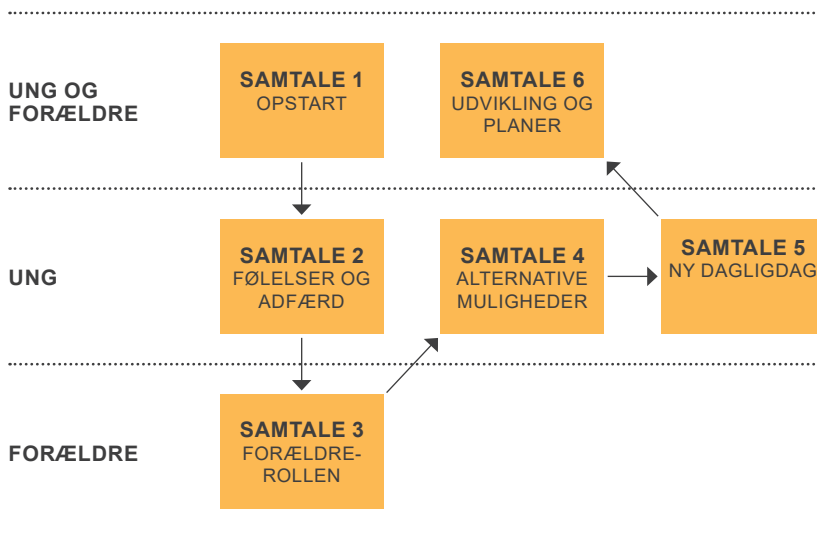 UNG OG
FORÆLDRE
SAMTALE 1
OPSTART
SAMTALE 6
UDVIKLING OG
PLANER
UNG
SAMTALE 2
FØLELSER OG
ADFÆRD
SAMTALE 4
ALTERNATIVE
MULIGHEDER
SAMTALE 5
NY DAGLIGDAG
FORÆLDRE
SAMTALE 3
FORÆLDRE-
ROLLEN